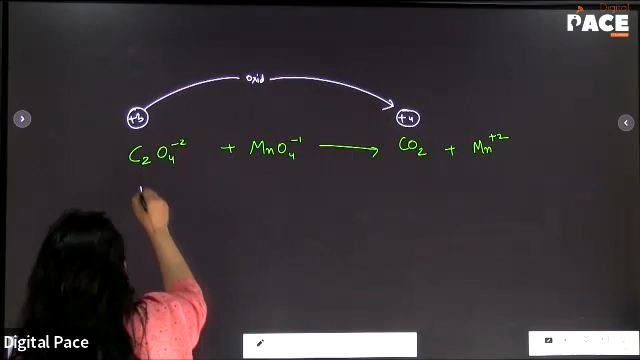 Digital
PACE
oxid
+3 +4
C₂O₄⁻² + MnO₄⁻¹ ⟶ CO₂ + Mn⁺²
Digital Pace